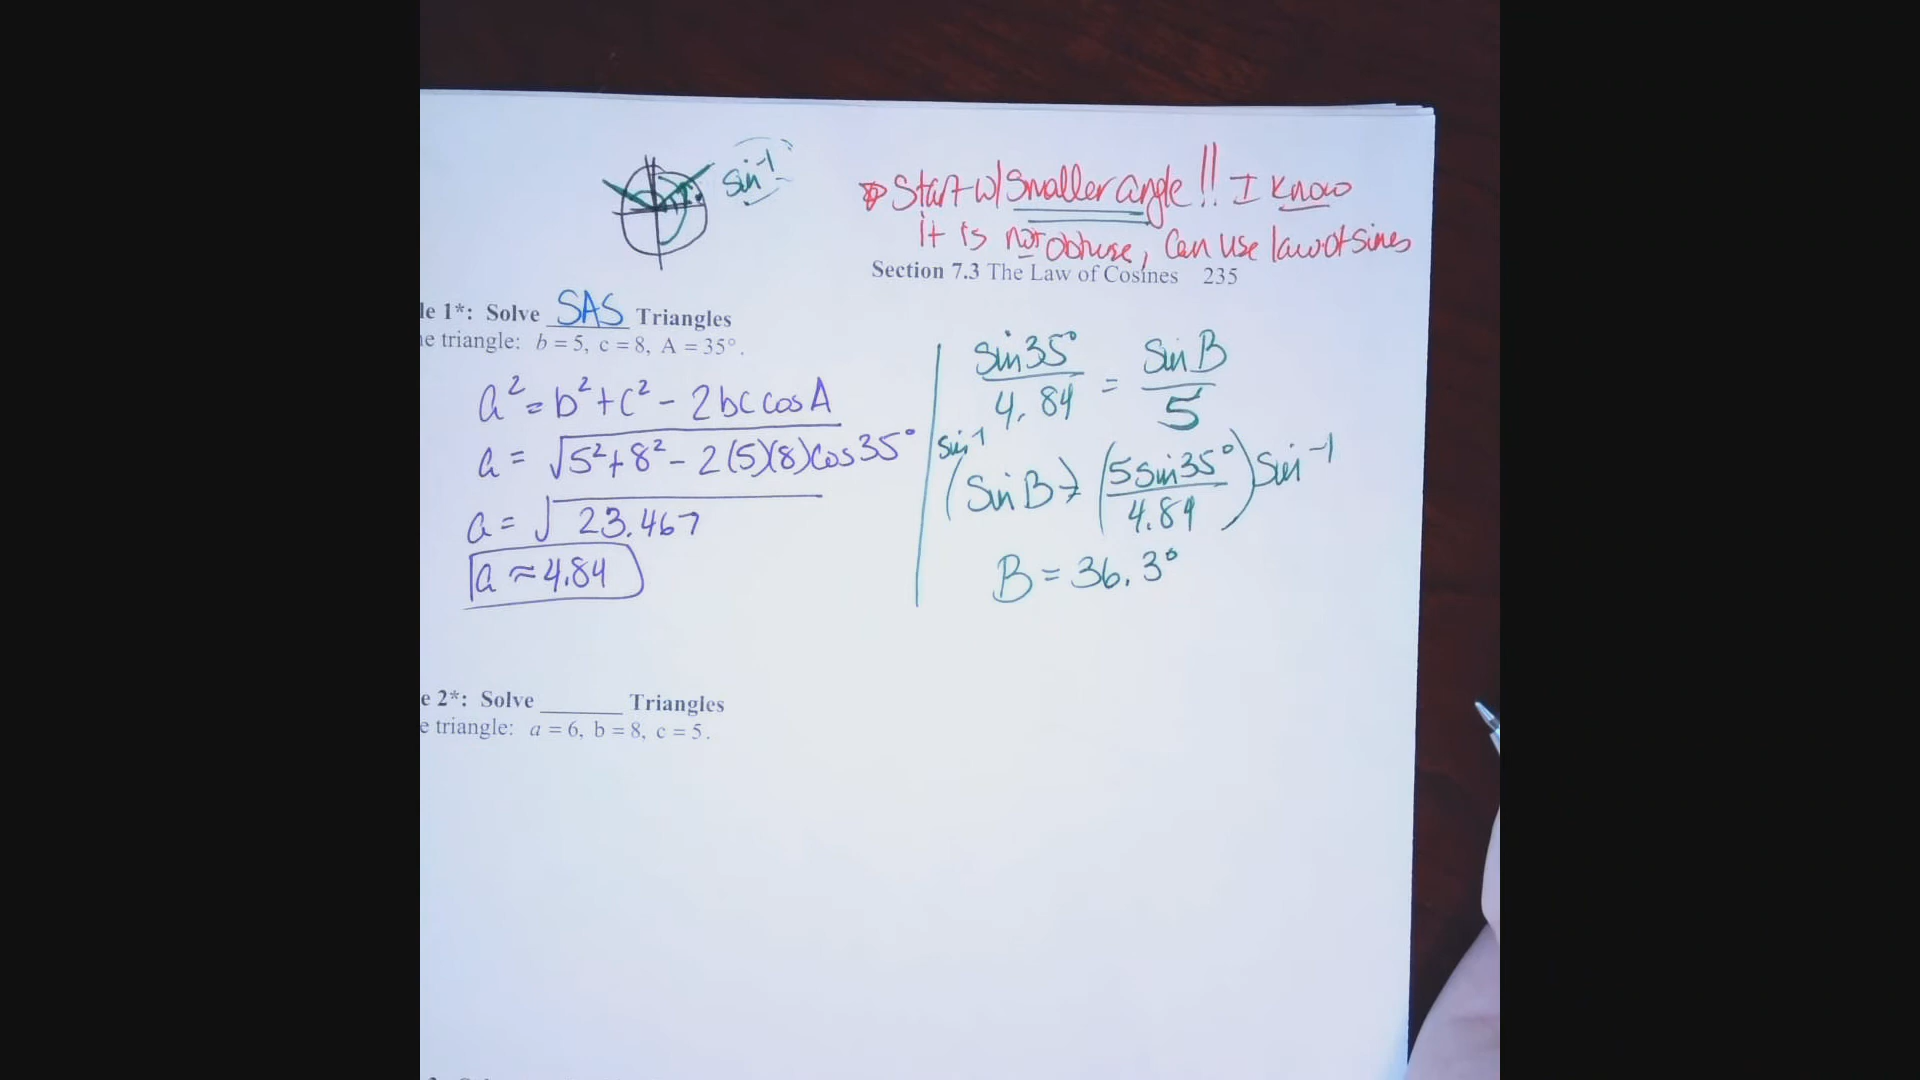 sin⁻¹
Start w/ Smaller angle!! I know
it is not obtuse, Can use law of sines
Section 7.3 The Law of Cosines 235
le 1*: Solve SAS Triangles
e triangle: b = 5, c = 8, A = 35°.
a² = b² + c² - 2bc cos A
a = √5² + 8² - 2(5)(8)cos 35°
a = √23.467
a ≈ 4.84
sin 35° / 4.84 = Sin B / 5
sin⁻¹ (Sin B) = (5 sin 35° / 4.84) Sin⁻¹
B = 36.3°
e 2*: Solve ______ Triangles
e triangle: a = 6, b = 8, c = 5.